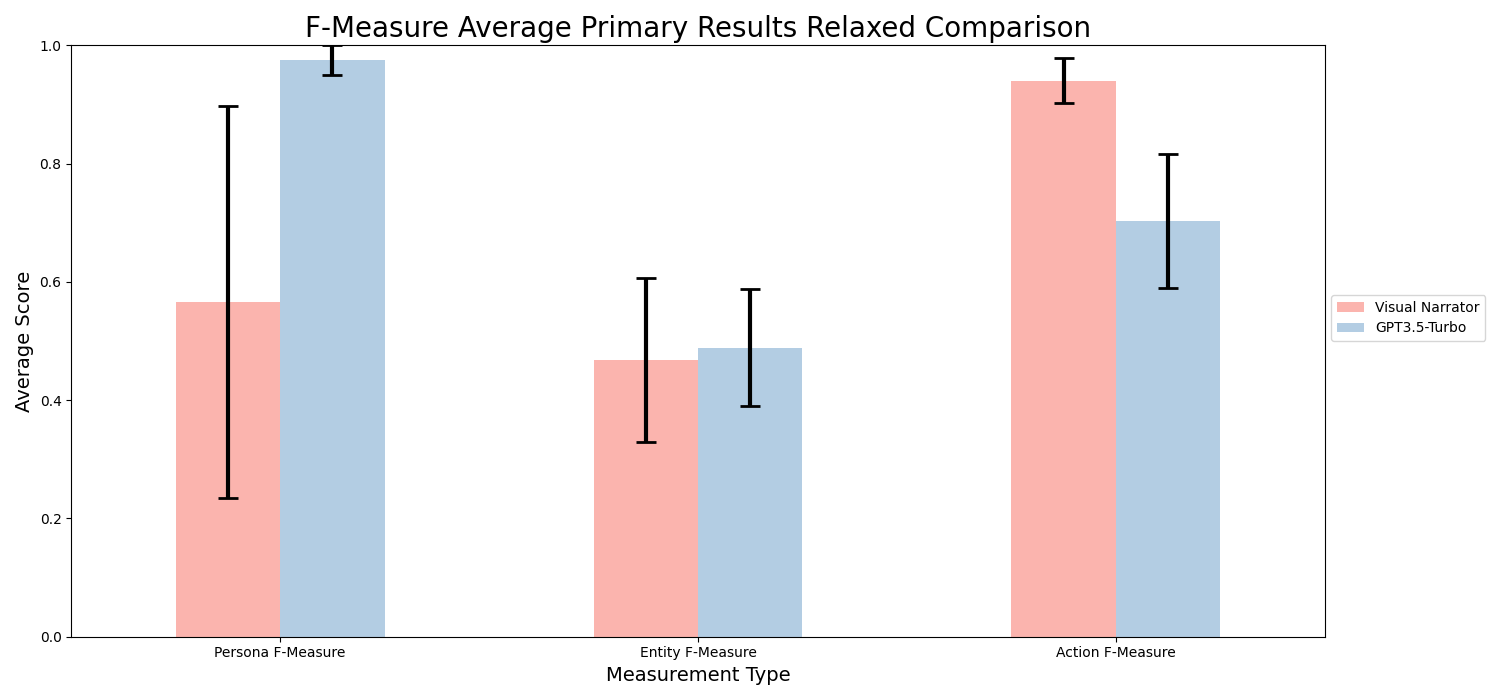 F-Measure Average Primary Results Relaxed Comparison
Average Score
1.0
0.8
0.6
0.4
0.2
0.0
Persona F-Measure
Entity F-Measure
Action F-Measure
Measurement Type
Visual Narrator
GPT3.5-Turbo